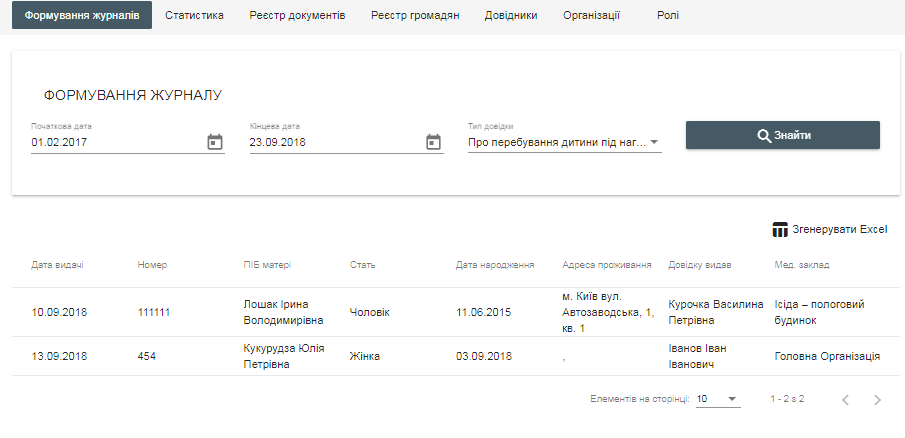 Формування журналів Статистика Реєстр документів Реєстр громадян Довідники Організації Ролі
ФОРМУВАННЯ ЖУРНАЛУ
Початкова дата Кінцева дата Тип довідки
01.02.2017 23.09.2018 Про перебування дитини під наг... Знайти
Згенерувати Excel
Дата видачі Номер ПІБ матері Стать Дата народження Адреса проживання Довідку видав Мед. заклад
10.09.2018 111111 Лошак Ірина Володимирівна Чоловік 11.06.2015 м. Київ вул. Автозаводська, 1, кв. 1 Курочка Василина Петрівна Ісіда – пологовий будинок
13.09.2018 454 Кукурудза Юлія Петрівна Жінка 03.09.2018 , Іванов Іван Іванович Головна Організація
Елементів на сторінці: 10 1 - 2 з 2